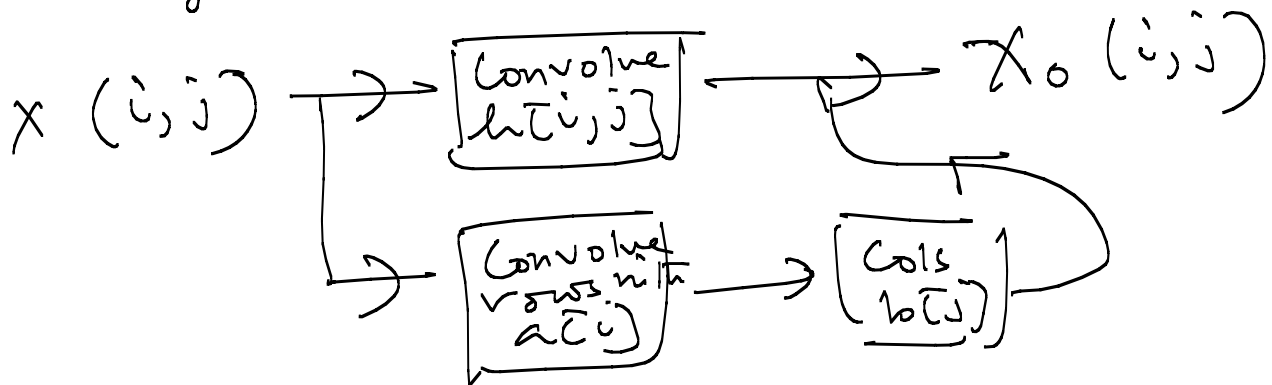 x (i,j)
Convolve
h[i,j]
X₀ (i,j)
Convolve
rows with
a[i]
Cols
b[j]